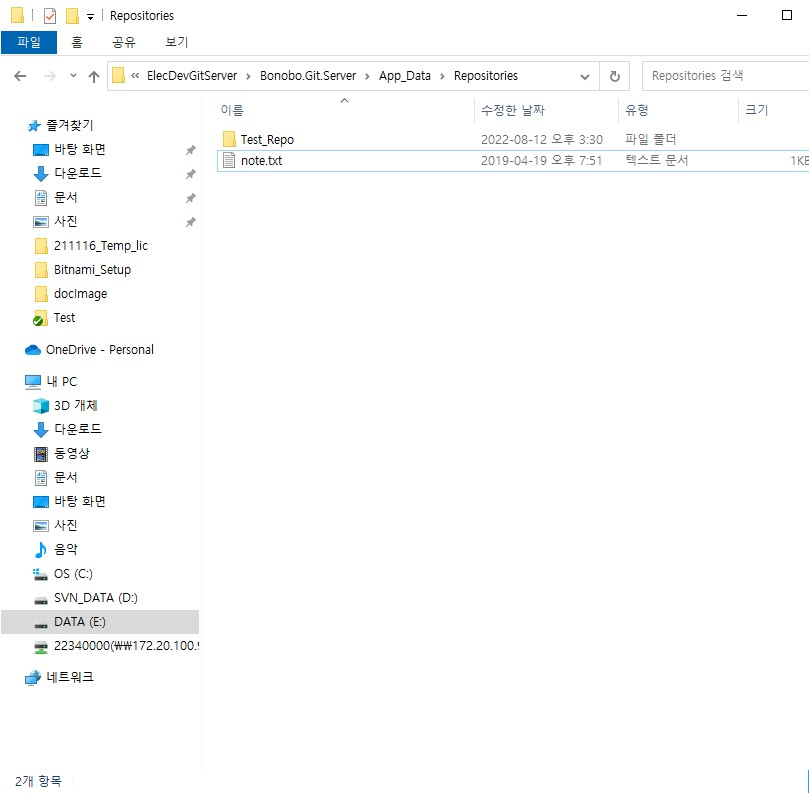 Repositories
파일 홈 공유 보기
« ElecDevGitServer › Bonobo.Git.Server › App_Data › Repositories
Repositories 검색
이름 수정한 날짜 유형 크기
Test_Repo 2022-08-12 오후 3:30 파일 폴더
note.txt 2019-04-19 오후 7:51 텍스트 문서 1KB
즐겨찾기
바탕 화면
다운로드
문서
사진
211116_Temp_lic
Bitnami_Setup
docImage
Test
OneDrive - Personal
내 PC
3D 개체
다운로드
동영상
문서
바탕 화면
사진
음악
OS (C:)
SVN_DATA (D:)
DATA (E:)
22340000(₩₩172.20.100.9
네트워크
2개 항목